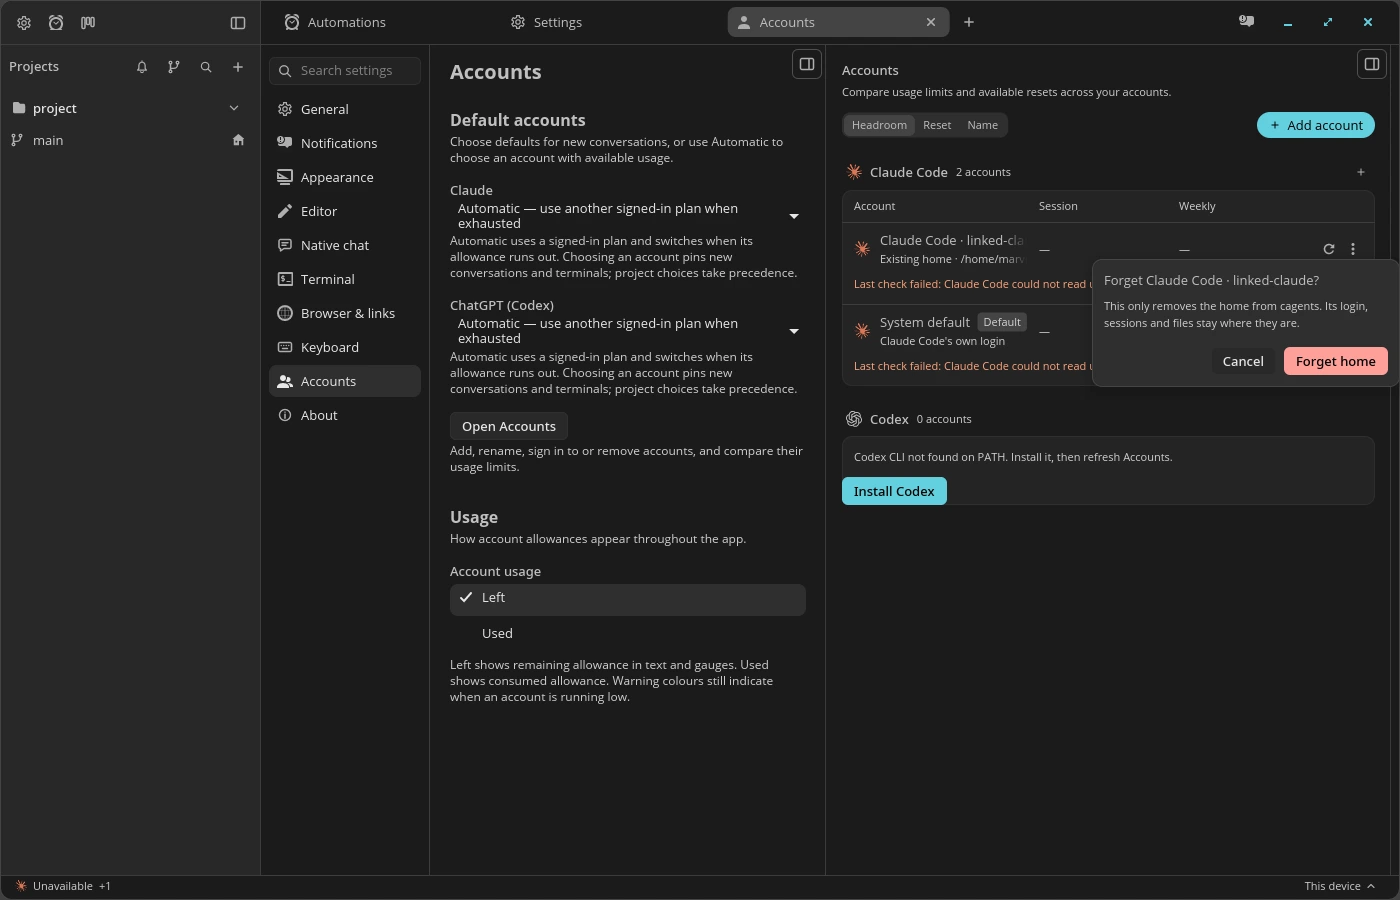 Automations
Settings
Accounts
Projects
project
main
Search settings
General
Notifications
Appearance
Editor
Native chat
Terminal
Browser & links
Keyboard
Accounts
About
Accounts
Default accounts
Choose defaults for new conversations, or use Automatic to
choose an account with available usage.
Claude
Automatic — use another signed-in plan when
exhausted
Automatic uses a signed-in plan and switches when its
allowance runs out. Choosing an account pins new
conversations and terminals; project choices take precedence.
ChatGPT (Codex)
Automatic — use another signed-in plan when
exhausted
Automatic uses a signed-in plan and switches when its
allowance runs out. Choosing an account pins new
conversations and terminals; project choices take precedence.
Open Accounts
Add, rename, sign in to or remove accounts, and compare their
usage limits.
Usage
How account allowances appear throughout the app.
Account usage
Left
Used
Left shows remaining allowance in text and gauges. Used
shows consumed allowance. Warning colours still indicate
when an account is running low.
Accounts
Compare usage limits and available resets across your accounts.
Headroom Reset Name
+ Add account
Claude Code 2 accounts
Account Session Weekly
Claude Code · linked-cla
— —
Existing home · /home/marv
Last check failed: Claude Code could not read u
System default Default
—
Claude Code's own login
Last check failed: Claude Code could not read u
Forget Claude Code · linked-claude?
This only removes the home from cagents. Its login,
sessions and files stay where they are.
Cancel Forget home
Codex 0 accounts
Codex CLI not found on PATH. Install it, then refresh Accounts.
Install Codex
Unavailable +1
This device